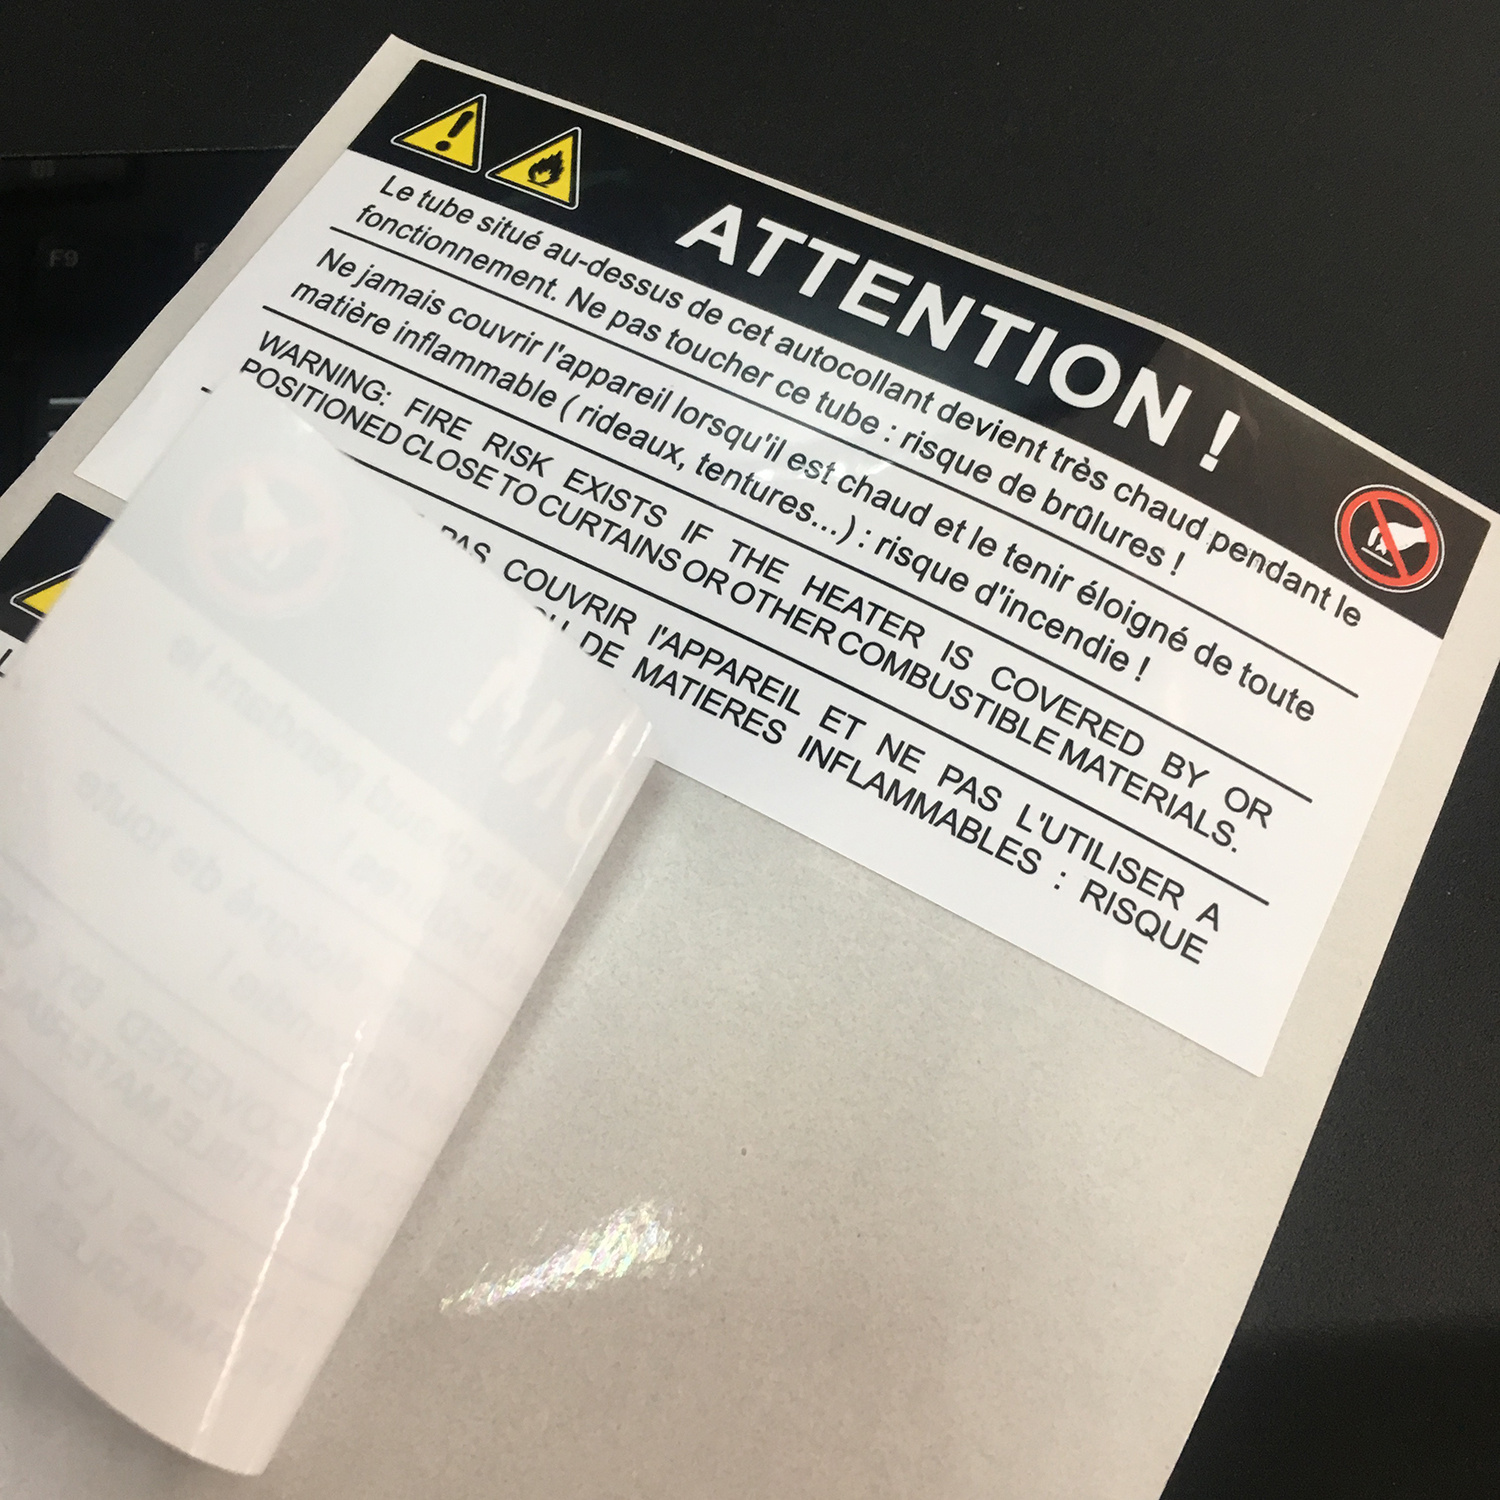 ATTENTION !
Le tube situé au-dessus de cet autocollant devient très chaud pendant le
fonctionnement. Ne pas toucher ce tube : risque de brûlures !
Ne jamais couvrir l'appareil lorsqu'il est chaud et le tenir éloigné de toute
matière inflammable ( rideaux, tentures...) : risque d'incendie !
WARNING: FIRE RISK EXISTS IF THE HEATER IS COVERED BY OR
POSITIONED CLOSE TO CURTAINS OR OTHER COMBUSTIBLE MATERIALS.
PAS COUVRIR l'APPAREIL ET NE PAS L'UTILISER A
DE MATIERES INFLAMMABLES : RISQUE
F9